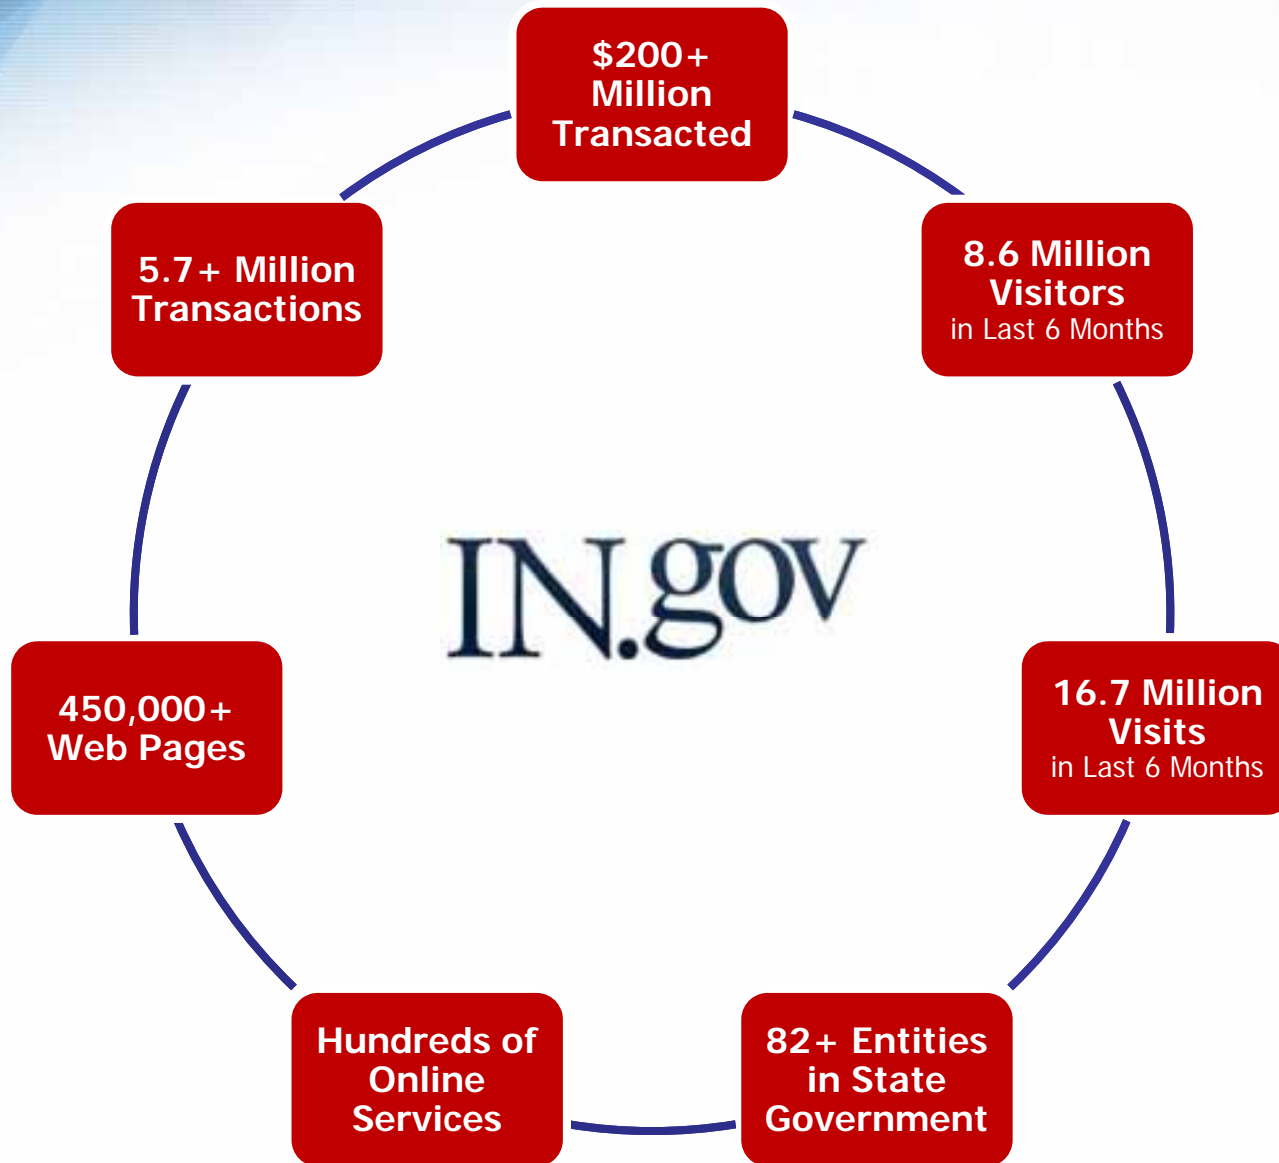 $200+
Million
Transacted
8.6 Million
Visitors
in Last 6 Months
16.7 Million
Visits
in Last 6 Months
82+ Entities
in State
Government
Hundreds of
Online
Services
450,000+
Web Pages
5.7+ Million
Transactions
IN.gov